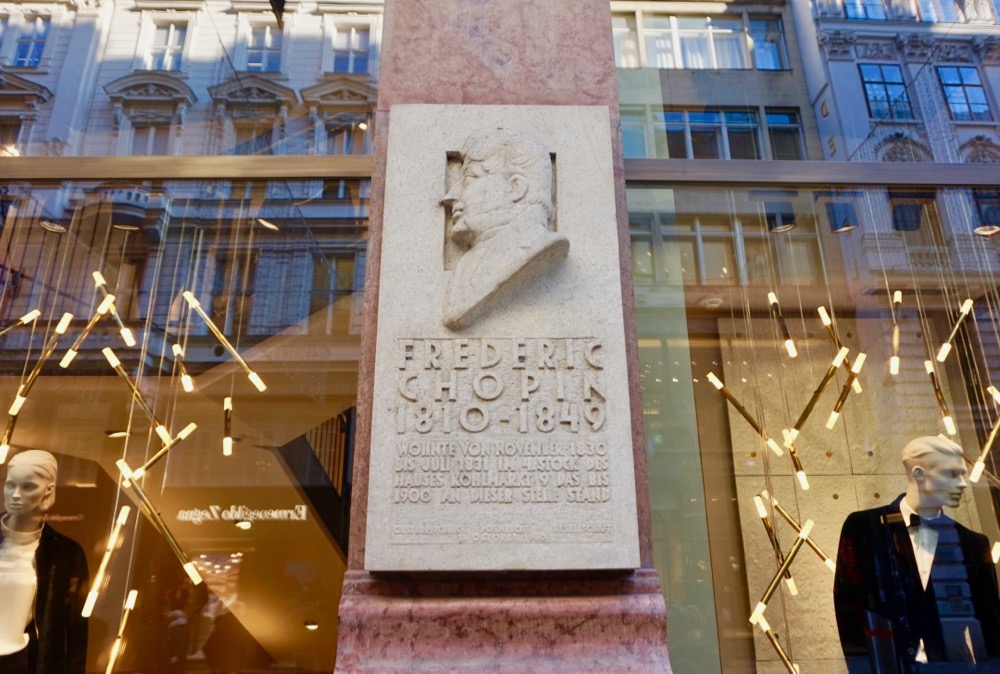 FREDERIC
CHOPIN
1810-1849
WOHNTE VON NOVEMBER 1830
BIS JULI 1831 IM 4. STOCK DES
HAUSES KOHLMARKT 9 DAS BIS
1900 AN DIESER STELLE STAND
Ermenegildo Zegna